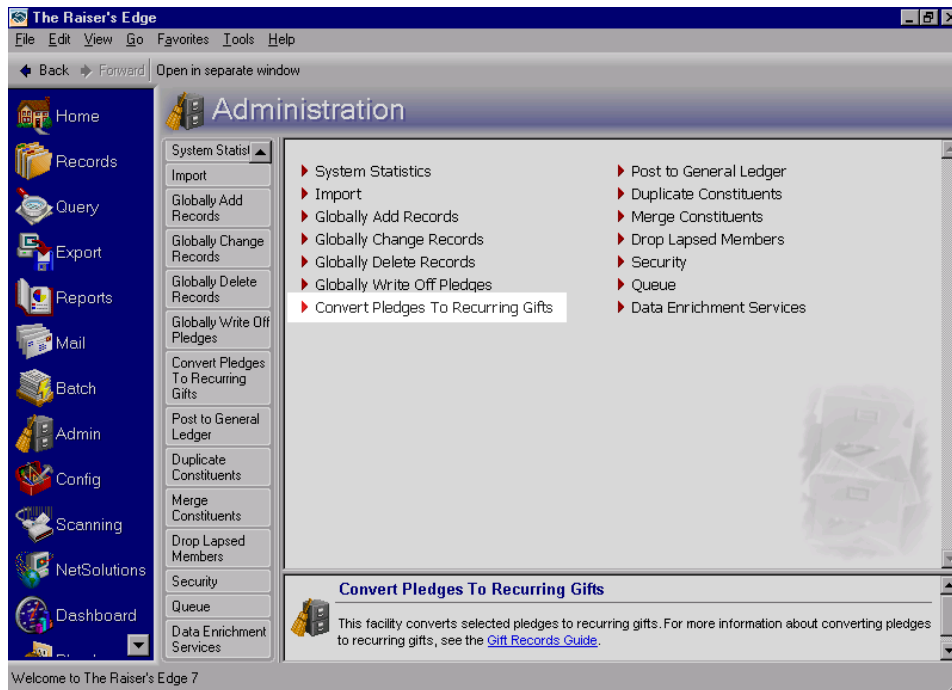 The Raiser's Edge
File Edit View Go Favorites Tools Help
Back Forward Open in separate window
Administration
Home
Records
Query
Export
Reports
Mail
Batch
Admin
Config
Scanning
NetSolutions
Dashboard
System Statist
Import
Globally Add
Records
Globally Change
Records
Globally Delete
Records
Globally Write Off
Pledges
Convert Pledges
To Recurring
Gifts
Post to General
Ledger
Duplicate
Constituents
Merge
Constituents
Drop Lapsed
Members
Security
Queue
Data Enrichment
Services
System Statistics
Import
Globally Add Records
Globally Change Records
Globally Delete Records
Globally Write Off Pledges
Convert Pledges To Recurring Gifts
Post to General Ledger
Duplicate Constituents
Merge Constituents
Drop Lapsed Members
Security
Queue
Data Enrichment Services
Convert Pledges To Recurring Gifts
This facility converts selected pledges to recurring gifts. For more information about converting pledges
to recurring gifts, see the Gift Records Guide.
Welcome to The Raiser's Edge 7